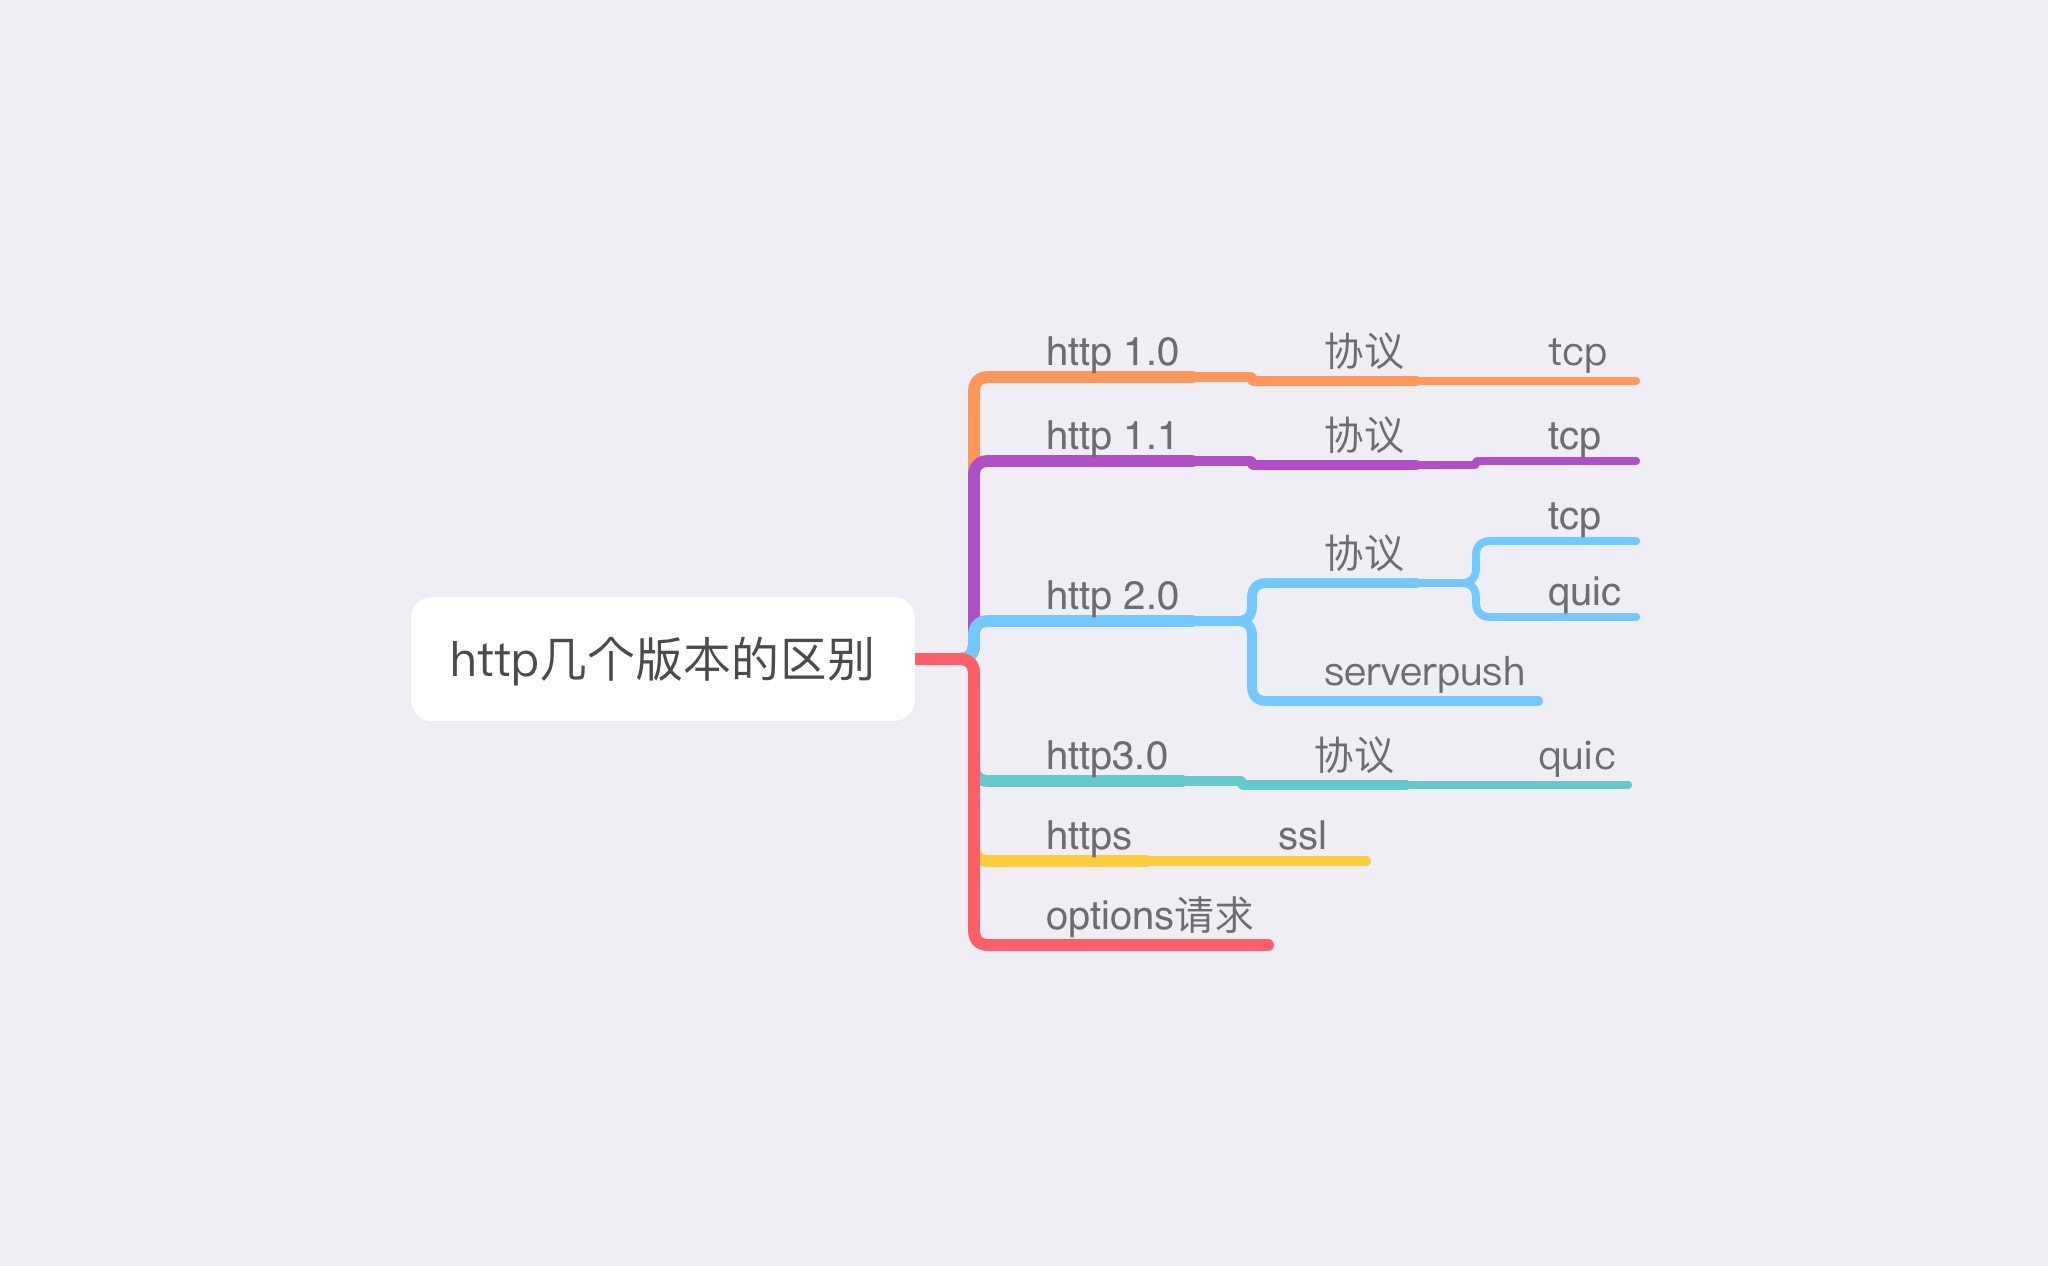 http几个版本的区别
http 1.0 协议 tcp
http 1.1 协议 tcp
http 2.0 协议 tcp
quic
serverpush
http3.0 协议 quic
https ssl
options请求